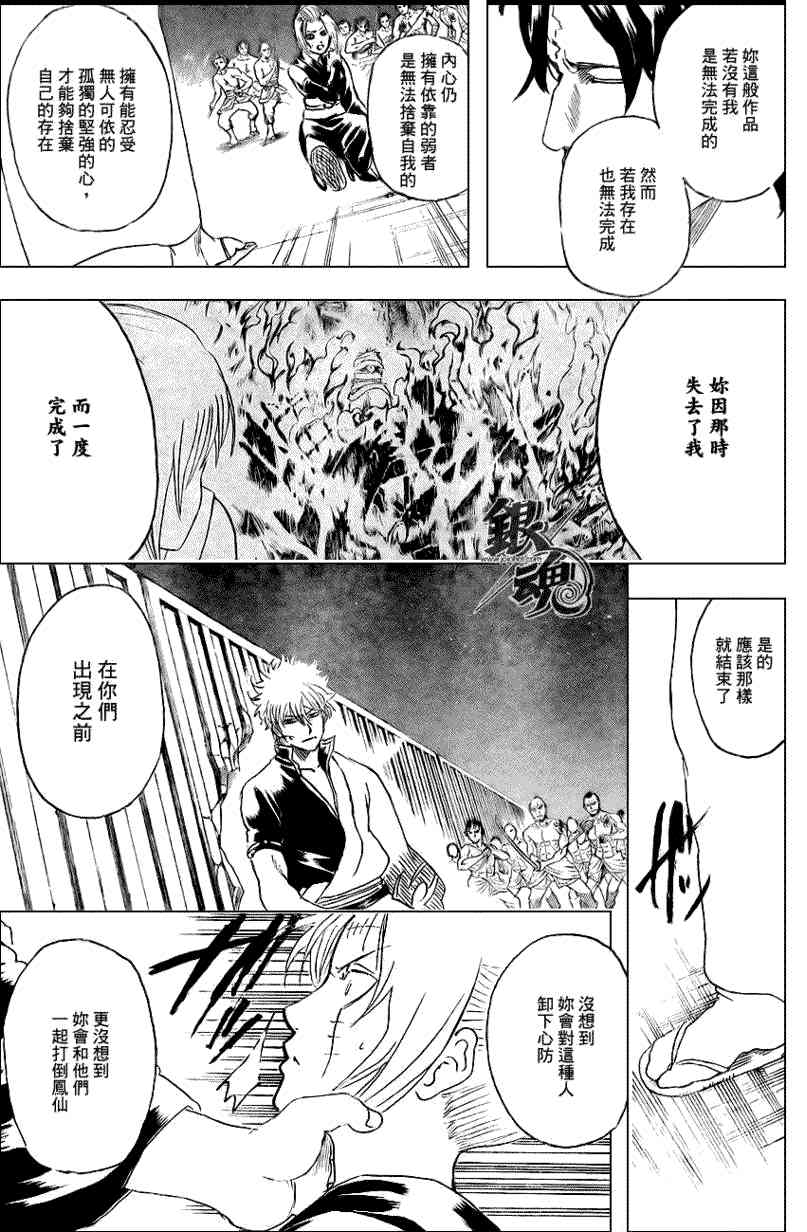 妳這般作品
若沒有我
是無法完成的
然而
若我存在
也無法完成
內心仍
擁有依靠的弱者
是無法捨棄自我的
擁有能忍受
無人可依的
孤獨的堅強的心，
才能夠捨棄
自己的存在
妳因那時
失去了我
而一度
完成了
銀魂
是的
應該那樣
就結束了
ザッ
在你們
出現之前
沒想到
妳會對這種人
卸下心防
更沒想到
妳會和他們
一起打倒鳳仙